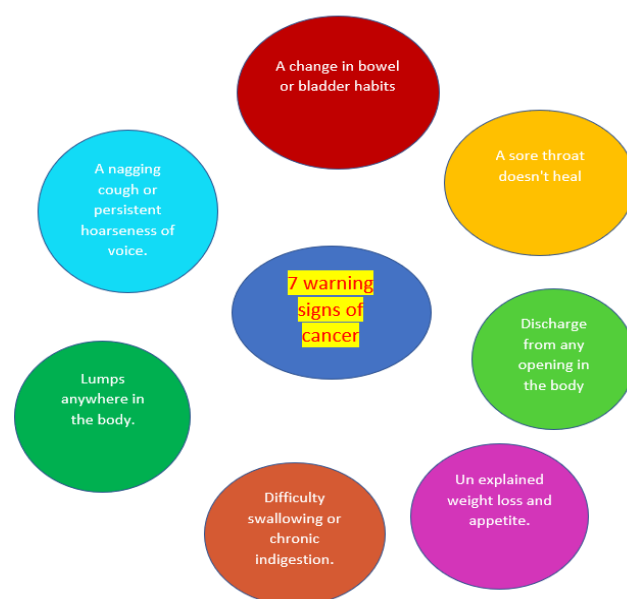 A change in bowel
or bladder habits
A sore throat
doesn't heal
A nagging
cough or
persistent
hoarseness of
voice.
7 warning
signs of
cancer
Discharge
from any
opening in
the body
Lumps
anywhere in
the body.
Un explained
weight loss and
appetite.
Difficulty
swallowing or
chronic
indigestion.